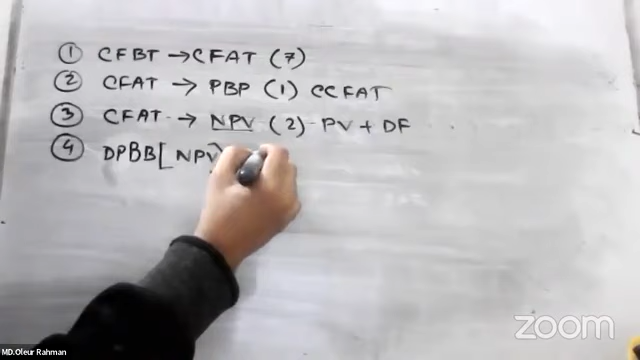 ① CFBT → CFAT (7)
② CFAT → PBP (1) CCFAT
③ CFAT → NPV (2) PV + DF
④ DPBB [NPV)
MD.Oleur Rahman
zoom